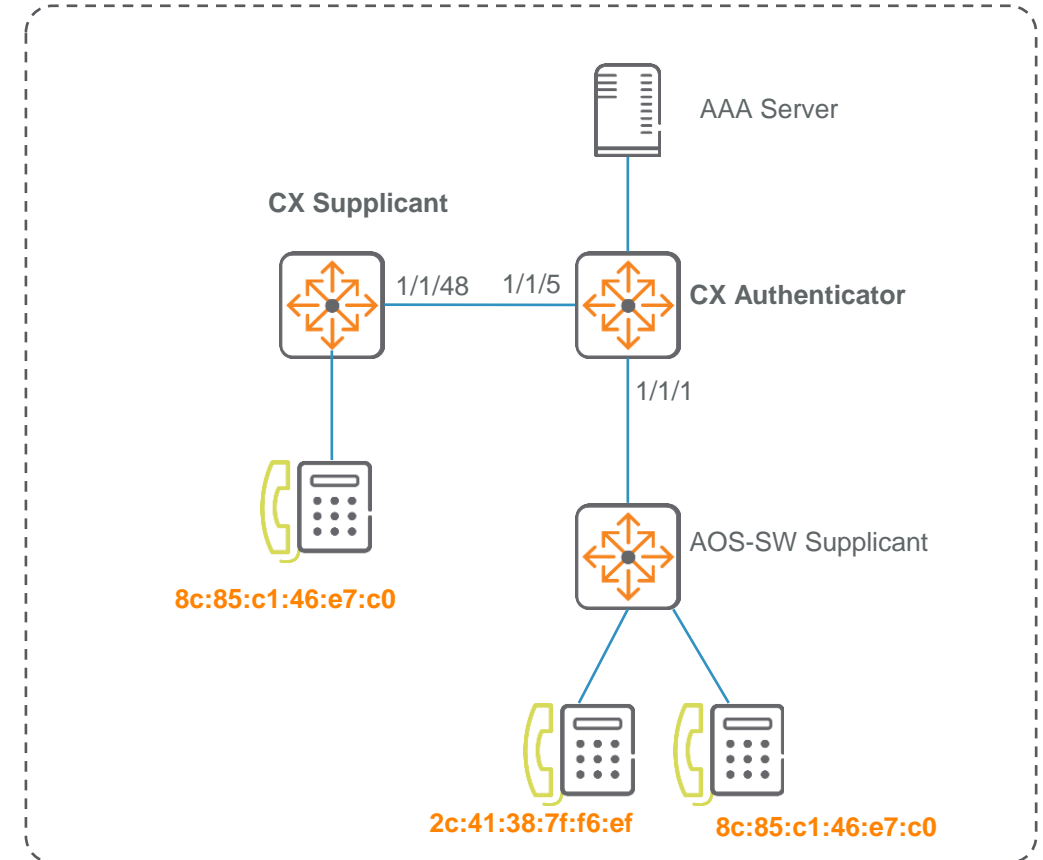 AAA Server
CX Supplicant
1/1/48
1/1/5
CX Authenticator
1/1/1
AOS-SW Supplicant
8c:85:c1:46:e7:c0
2c:41:38:7f:f6:ef
8c:85:c1:46:e7:c0